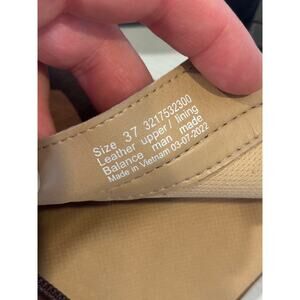 Size 37 3217532300
Leather upper/ lining
Balance man made
Made in Vietnam 03-07-2022